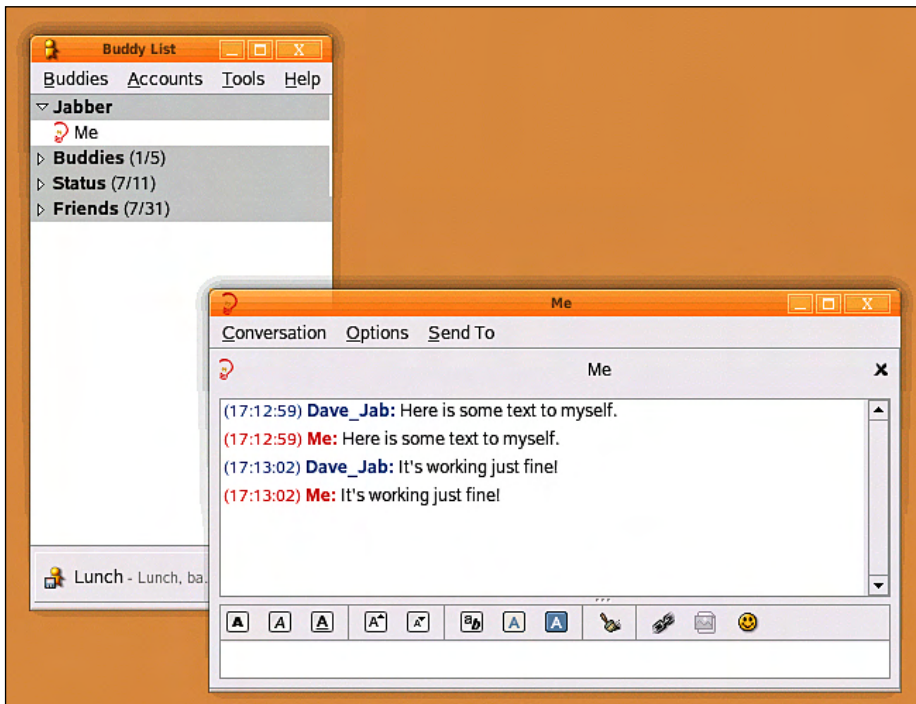 Buddy List
Buddies Accounts Tools Help
Jabber
Me
Buddies (1/5)
Status (7/11)
Friends (7/31)
Lunch - Lunch, ba.
Me
Conversation Options Send To
Me
(17:12:59) Dave_Jab: Here is some text to myself.
(17:12:59) Me: Here is some text to myself.
(17:13:02) Dave_Jab: It's working just fine!
(17:13:02) Me: It's working just fine!